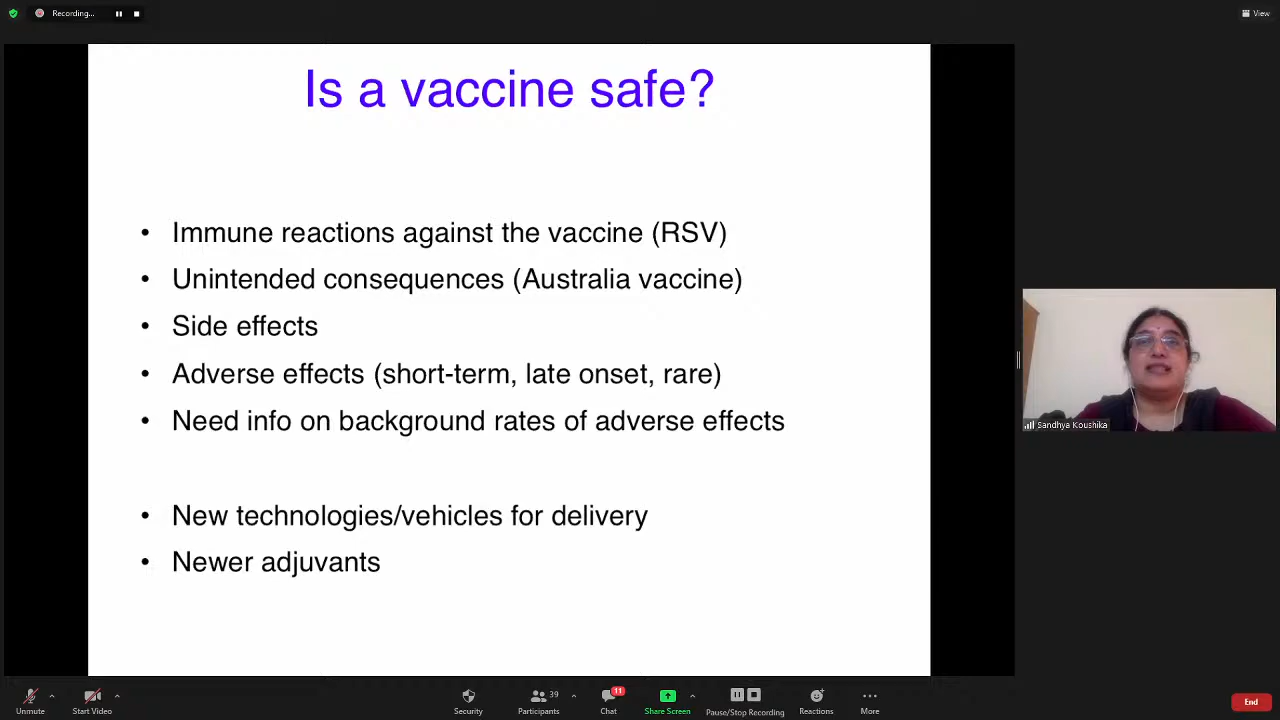 Recording...
View
Is a vaccine safe?
• Immune reactions against the vaccine (RSV)
• Unintended consequences (Australia vaccine)
• Side effects
• Adverse effects (short-term, late onset, rare)
• Need info on background rates of adverse effects
• New technologies/vehicles for delivery
• Newer adjuvants
Sandhya Koushika
Unmute
Start Video
Security
Participants 39
Chat 11
Share Screen
Pause/Stop Recording
Reactions
More
End